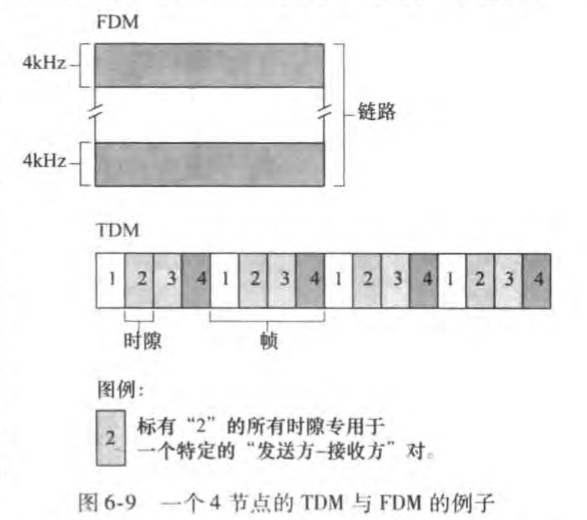 FDM
4kHz
链路
4kHz
TDM
1 2 3 4 1 2 3 4 1 2 3 4 1 2 3 4
时隙
帧
图例:
2
标有“2”的所有时隙专用于
一个特定的“发送方-接收方”对。
图 6-9 一个 4 节点的 TDM 与 FDM 的例子